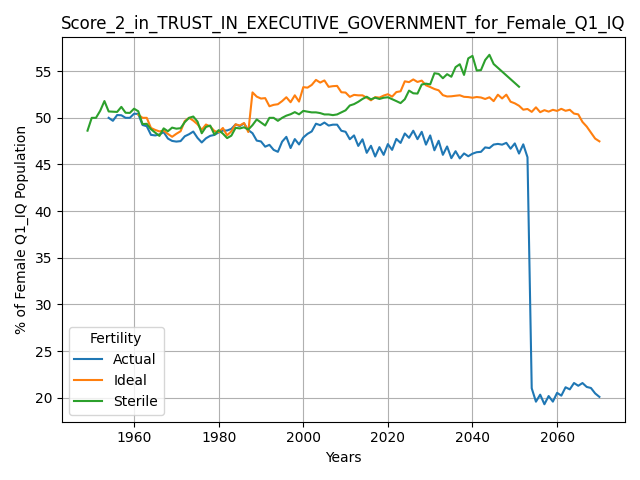 Score_2_in_TRUST_IN_EXECUTIVE_GOVERNMENT_for_Female_Q1_IQ
% of Female Q1_IQ Population
55
50
45
40
35
30
25
20
Fertility
Actual
Ideal
Sterile
1960
1980
2000
2020
2040
2060
Years